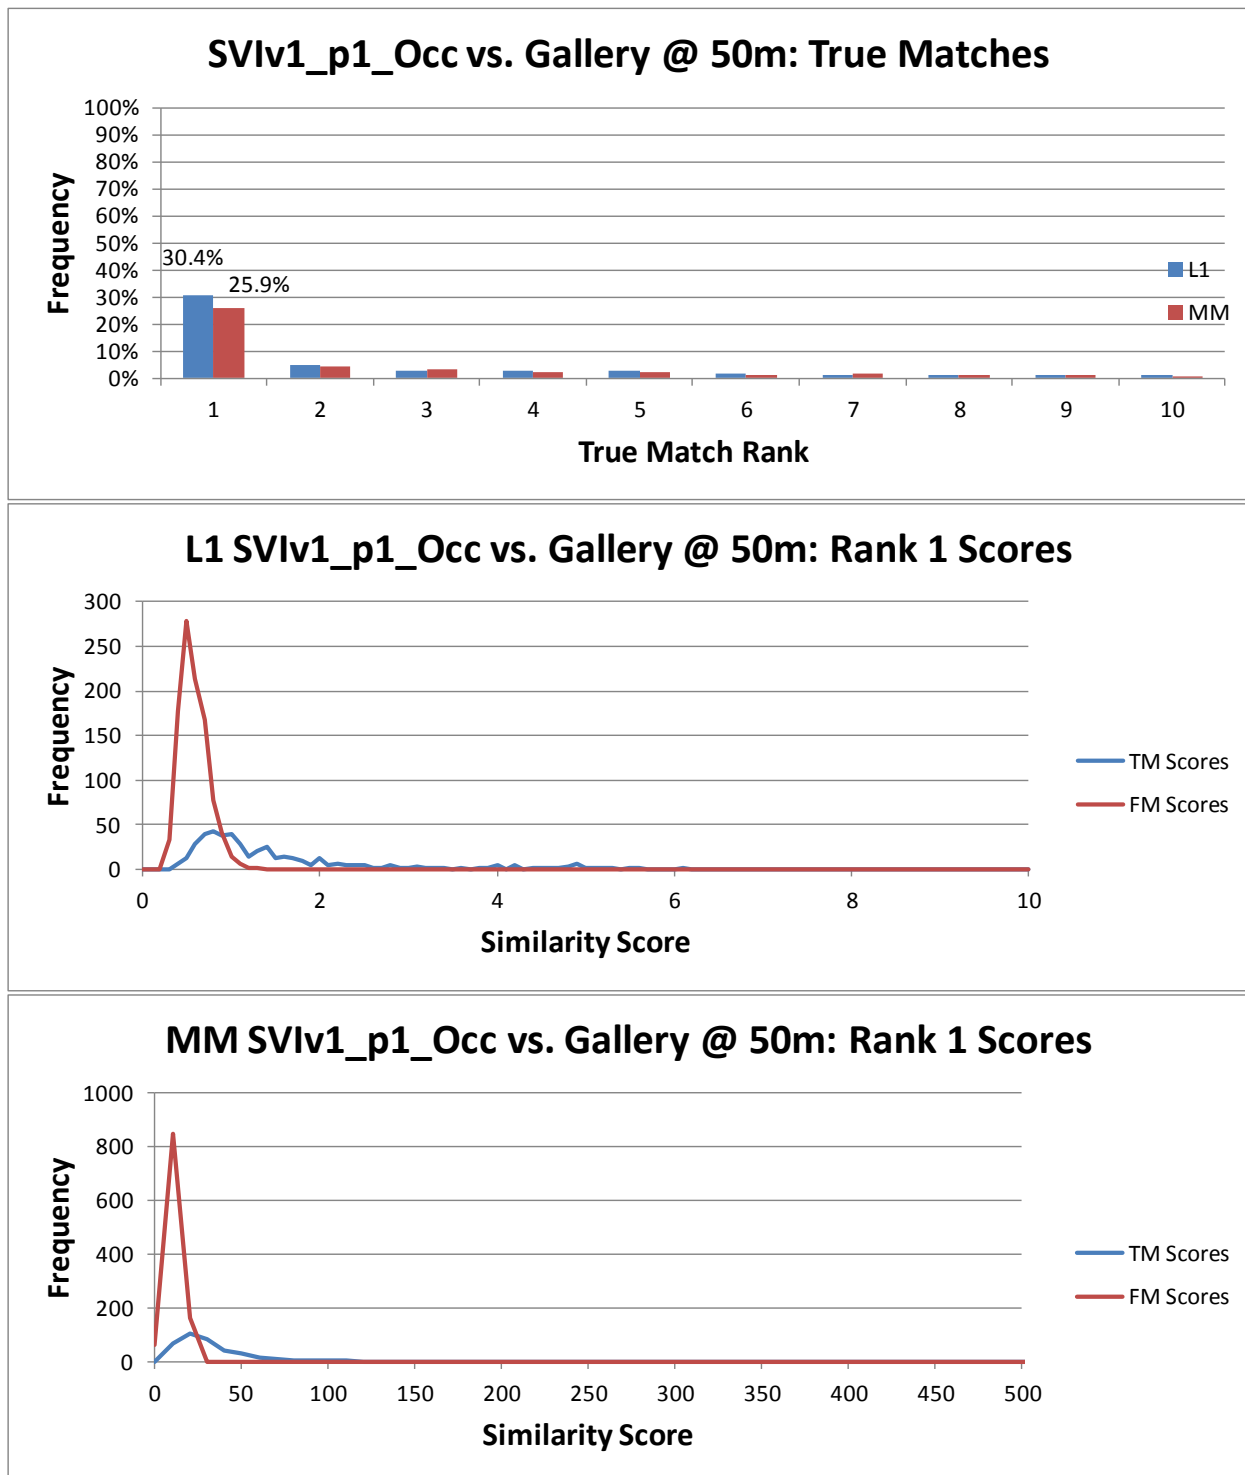 SVIv1_p1_Occ vs. Gallery @ 50m: True Matches
100%
90%
80%
70%
60%
50%
40%
30%
20%
10%
0%
Frequency
30.4%
25.9%
L1
MM
1 2 3 4 5 6 7 8 9 10
True Match Rank
L1 SVIv1_p1_Occ vs. Gallery @ 50m: Rank 1 Scores
300
250
200
150
100
50
0
Frequency
TM Scores
FM Scores
0 2 4 6 8 10
Similarity Score
MM SVIv1_p1_Occ vs. Gallery @ 50m: Rank 1 Scores
1000
800
600
400
200
0
Frequency
TM Scores
FM Scores
0 50 100 150 200 250 300 350 400 450 500
Similarity Score